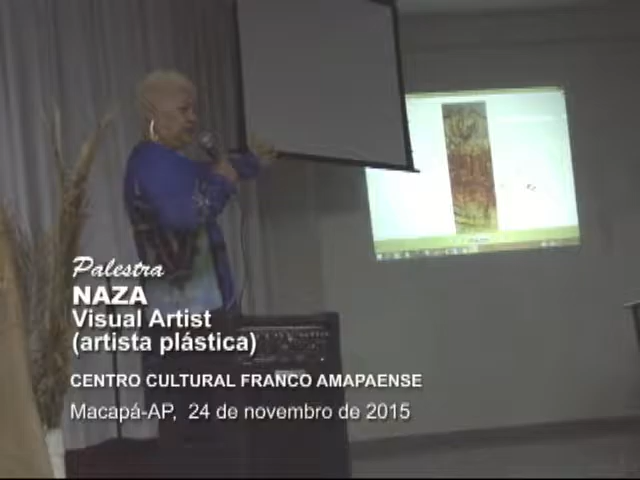 Palestra
NAZA
Visual Artist
(artista plástica)
CENTRO CULTURAL FRANCO AMAPAENSE
Macapá-AP, 24 de novembro de 2015